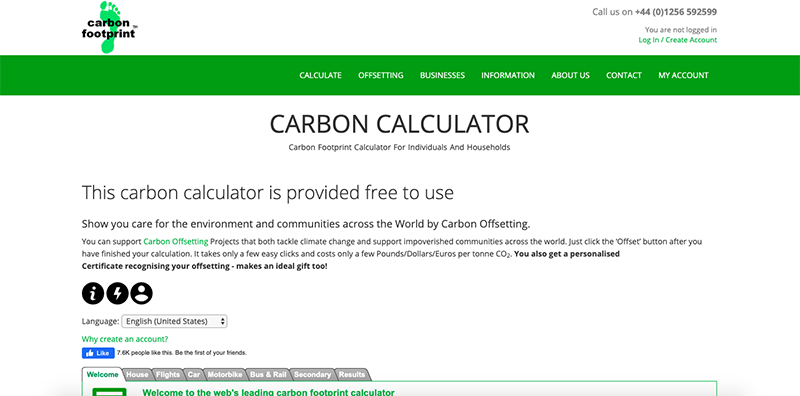 carbon
footprint™
Call us on +44 (0)1256 592599
You are not logged in
Log In / Create Account
CALCULATE OFFSETTING BUSINESSES INFORMATION ABOUT US CONTACT MY ACCOUNT
CARBON CALCULATOR
Carbon Footprint Calculator For Individuals And Households
This carbon calculator is provided free to use
Show you care for the environment and communities across the World by Carbon Offsetting.
You can support Carbon Offsetting Projects that both tackle climate change and support impoverished communities across the world. Just click the 'Offset' button after you
have finished your calculation. It takes only a few easy clicks and costs only a few Pounds/Dollars/Euros per tonne CO₂. You also get a personalised
Certificate recognising your offsetting - makes an ideal gift too!
Language: English (United States)
Why create an account?
Like 7.6K people like this. Be the first of your friends.
Welcome House Flights Car Motorbike Bus & Rail Secondary Results
Welcome to the web's leading carbon footprint calculator